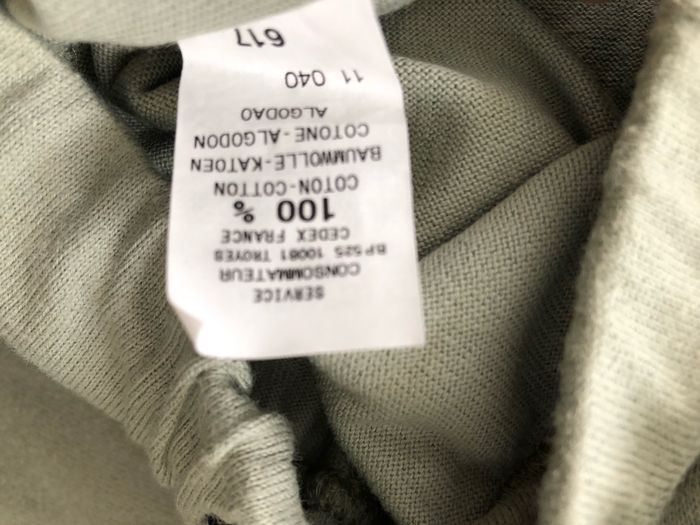 SERVICE
CONSOMMATEUR
BP525 10081 TROYES
CEDEX FRANCE
100 %
COTON-COTTON
BAUMWOLLE-KATOEN
COTONE-ALGODON
ALGODAO
11 040
617